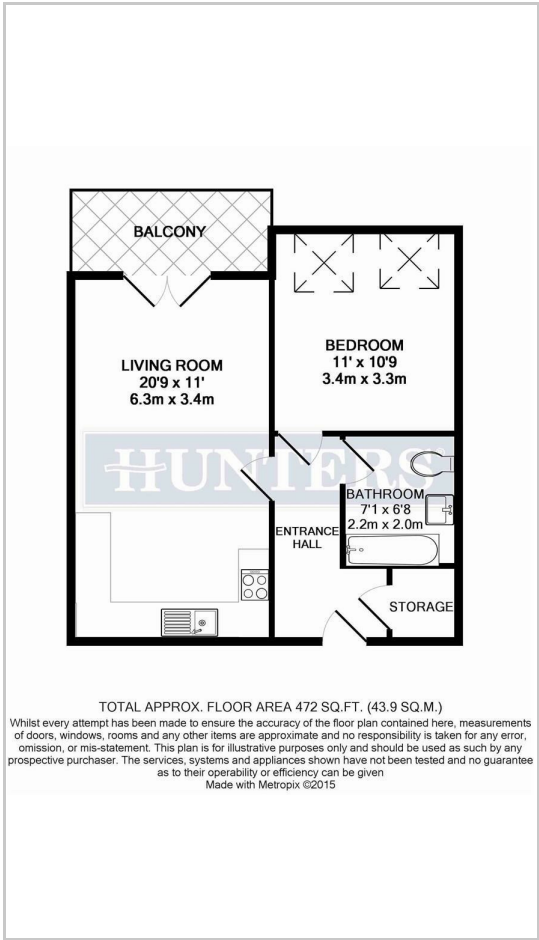 BALCONY
LIVING ROOM
20'9 x 11'
6.3m x 3.4m
BEDROOM
11' x 10'9
3.4m x 3.3m
HUNTERS
BATHROOM
7'1 x 6'8
2.2m x 2.0m
ENTRANCE
HALL
STORAGE
TOTAL APPROX. FLOOR AREA 472 SQ.FT. (43.9 SQ.M.)
Whilst every attempt has been made to ensure the accuracy of the floor plan contained here, measurements
of doors, windows, rooms and any other items are approximate and no responsibility is taken for any error,
omission, or mis-statement. This plan is for illustrative purposes only and should be used as such by any
prospective purchaser. The services, systems and appliances shown have not been tested and no guarantee
as to their operability or efficiency can be given
Made with Metropix ©2015